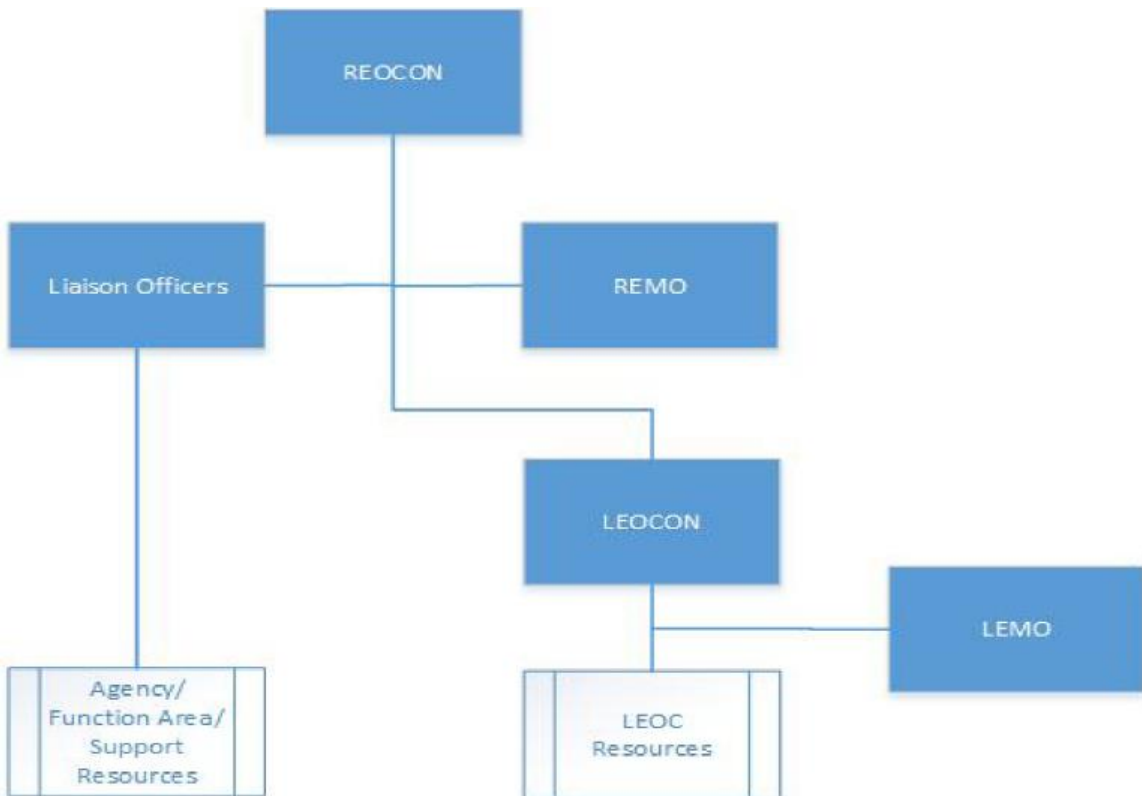 REOCON
Liaison Officers
REMO
LEOCON
LEMO
Agency/
Function Area/
Support
Resources
LEOC
Resources